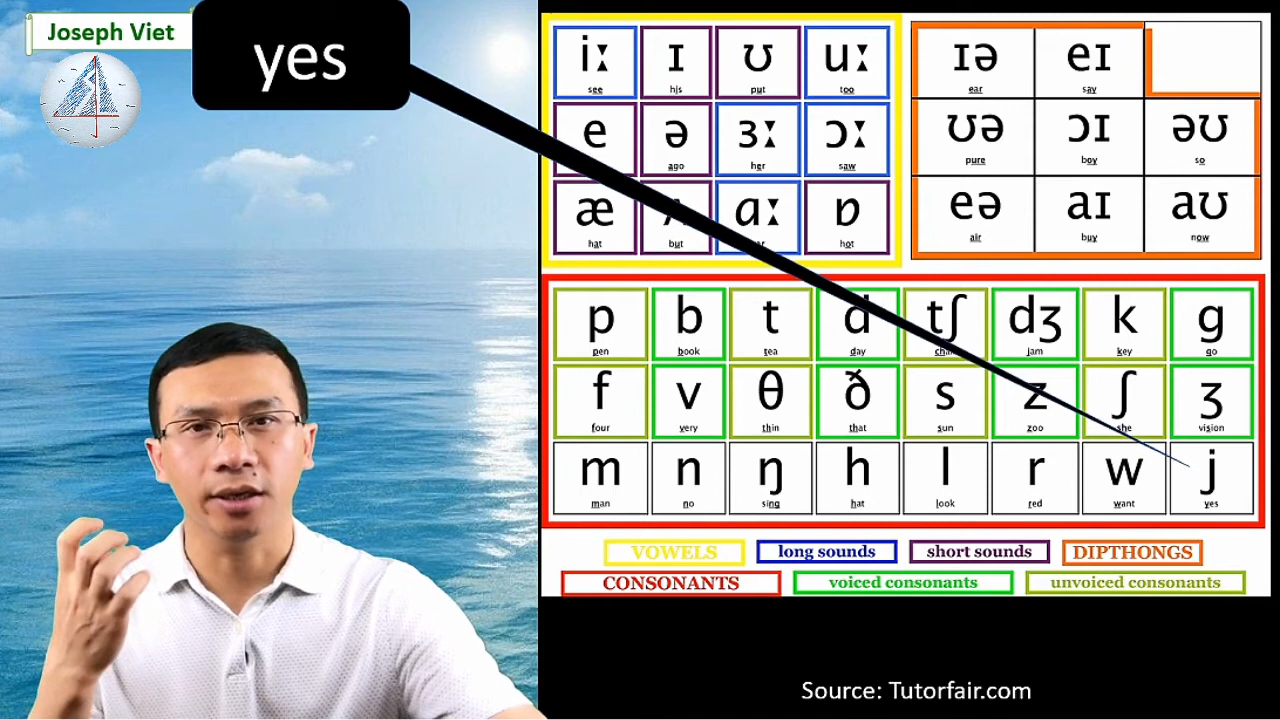 Joseph Viet
yes
iː ɪ ʊ uː
see his put too
e ə ɜː ɔː
ago her saw
æ ɑː ɒ
hat but hot
ɪə eɪ
ear say
ʊə ɔɪ əʊ
pure boy so
eə aɪ aʊ
air buy now
p b t d tʃ dʒ k g
pen book tea day jam key go
f v θ ð s z ʃ ʒ
four very thin that sun zoo she vision
m n ŋ h l r w j
man no sing hat look red want yes
VOWELS long sounds short sounds DIPTHONGS
CONSONANTS voiced consonants unvoiced consonants
Source: Tutorfair.com